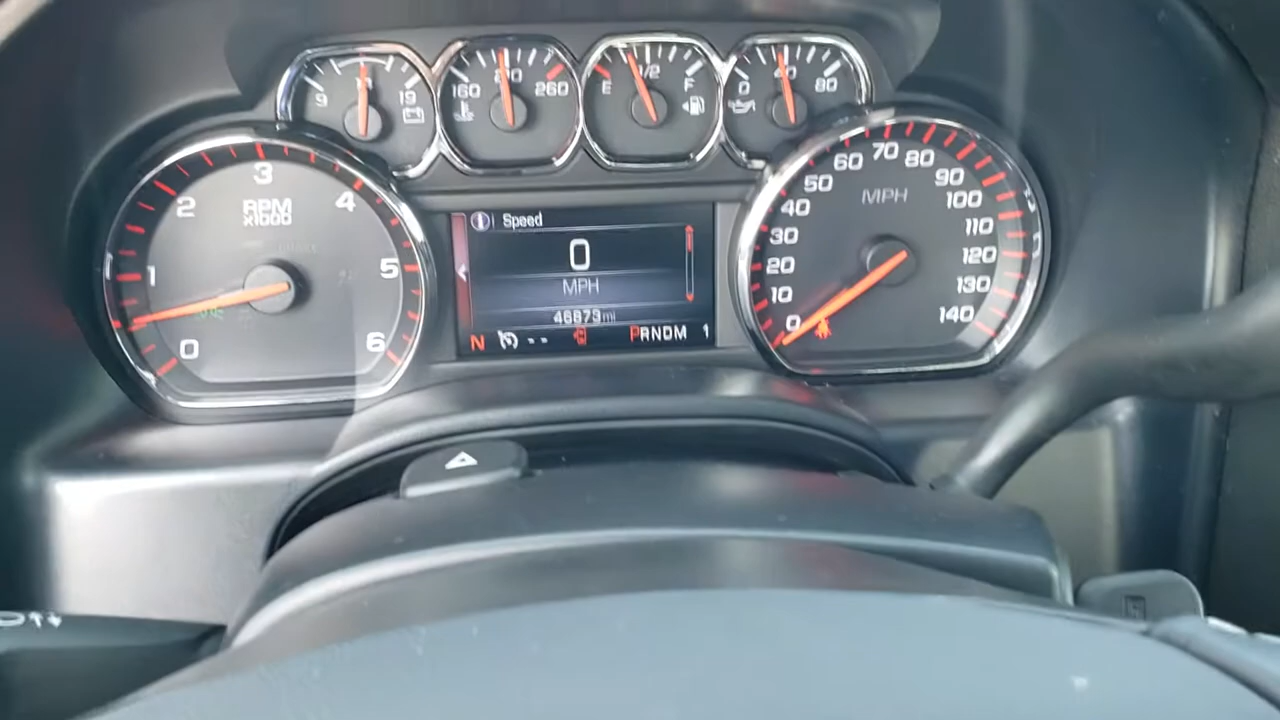 9 19
160 210 260
E 1/2 F
0 40 80
0 1 2 3 4 5 6
RPM
x1000
Speed
0
MPH
46873 mi
N -- PRNDM 1
0 10 20 30 40 50 60 70 80 90 100 110 120 130 140
MPH